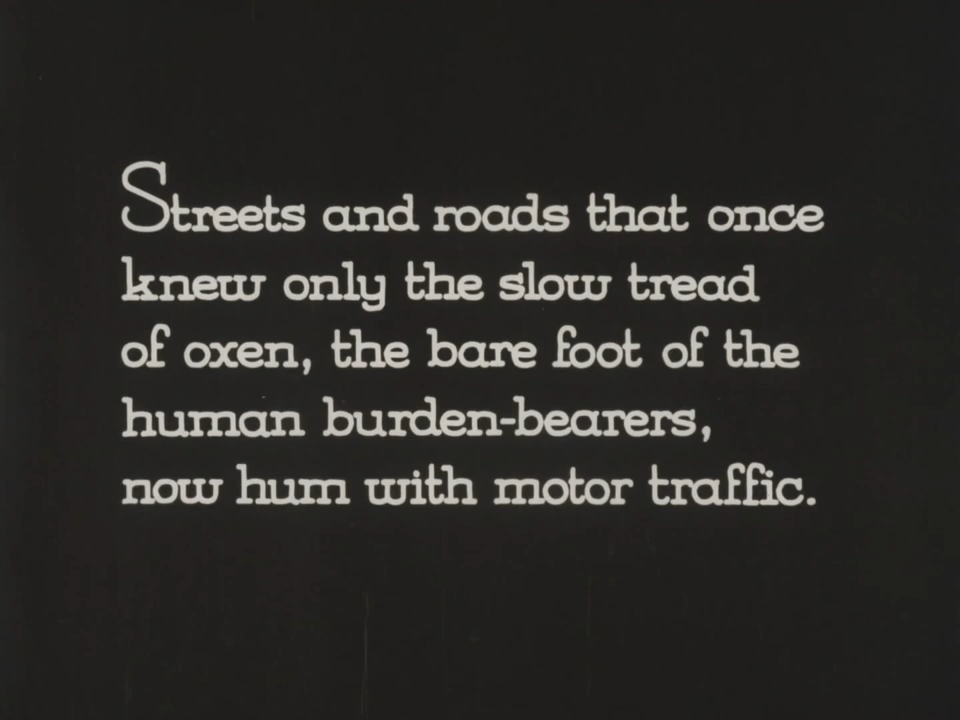 Streets and roads that once
knew only the slow tread
of oxen, the bare foot of the
human burden-bearers,
now hum with motor traffic.